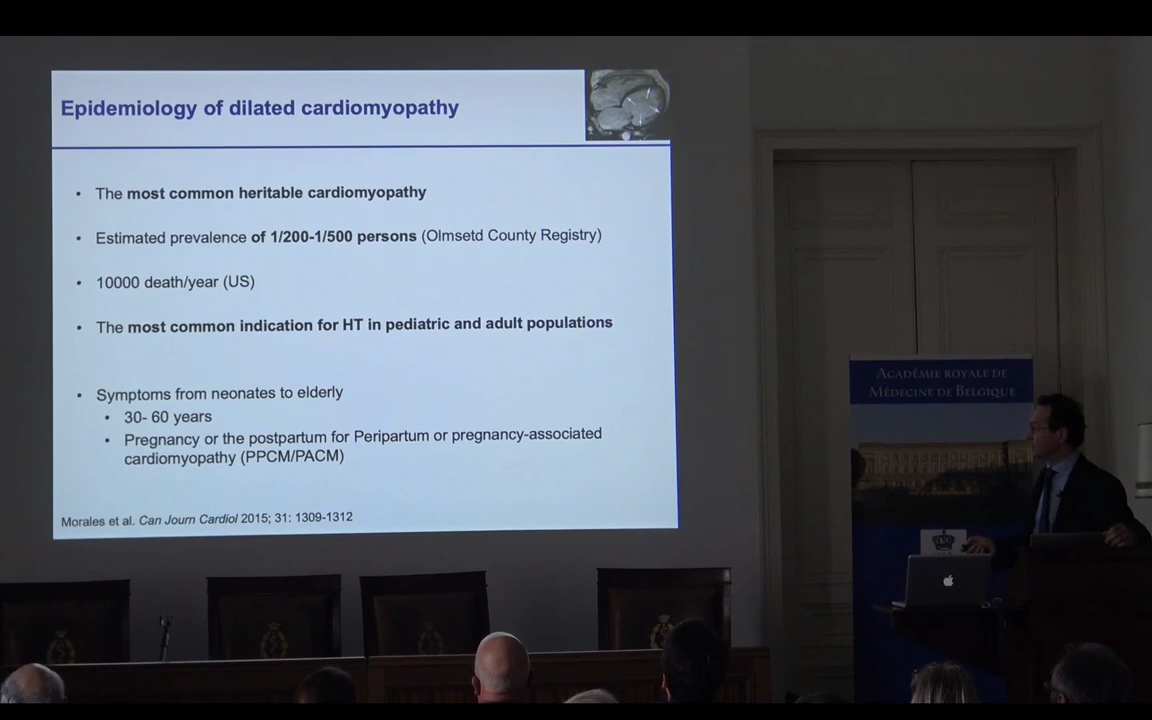 Epidemiology of dilated cardiomyopathy
• The most common heritable cardiomyopathy
• Estimated prevalence of 1/200-1/500 persons (Olmsetd County Registry)
• 10000 death/year (US)
• The most common indication for HT in pediatric and adult populations
• Symptoms from neonates to elderly
• 30- 60 years
• Pregnancy or the postpartum for Peripartum or pregnancy-associated
cardiomyopathy (PPCM/PACM)
Morales et al. Can Journ Cardiol 2015; 31: 1309-1312
Académie royale de
Médecine de Belgique